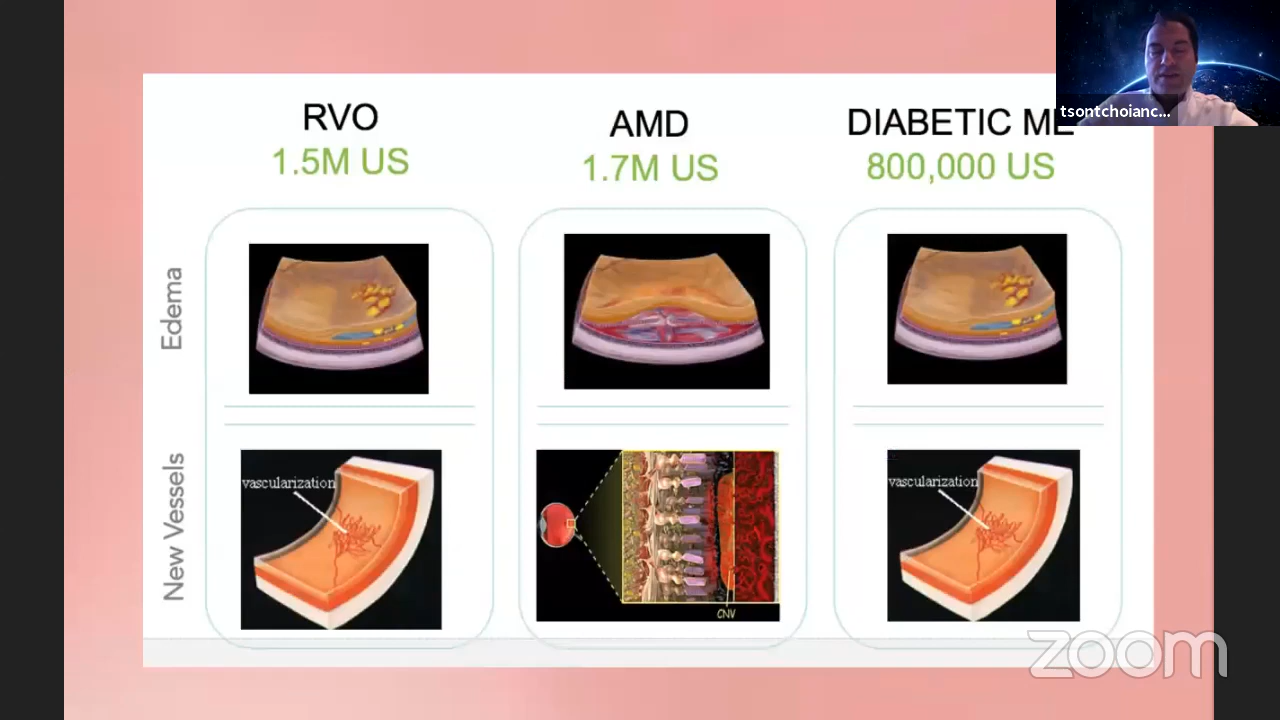 RVO
1.5M US
AMD
1.7M US
DIABETIC ME
800,000 US
tsontchoianc...
Edema
New Vessels
vascularization
CNV
vascularization
zoom